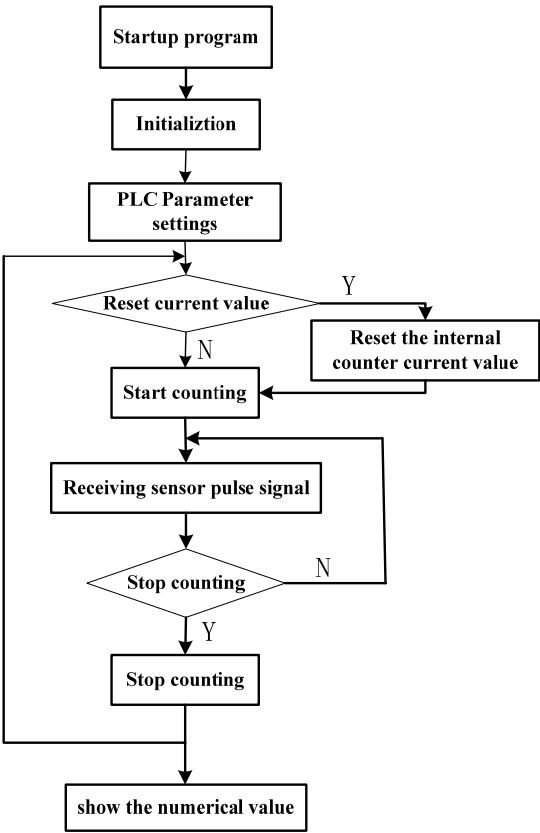 Startup program
Initializtion
PLC Parameter
settings
Reset current value
Y
Reset the internal
counter current value
N
Start counting
Receiving sensor pulse signal
Stop counting
N
Y
Stop counting
show the numerical value